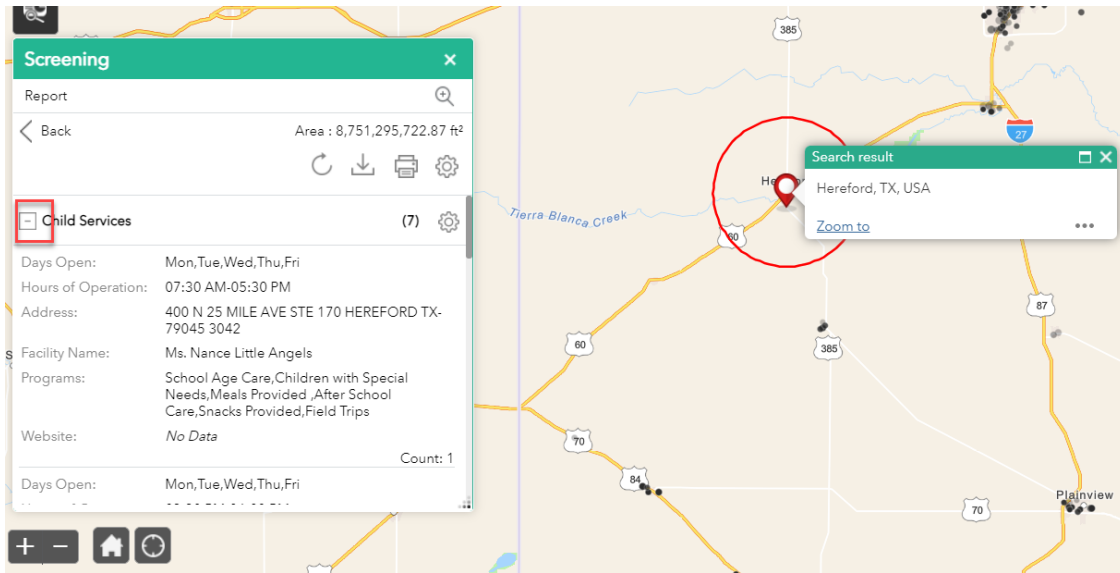 Screening
Report
Back
Area : 8,751,295,722.87 ft²
Child Services
(7)
Days Open:
Mon,Tue,Wed,Thu,Fri
Hours of Operation:
07:30 AM-05:30 PM
Address:
400 N 25 MILE AVE STE 170 HEREFORD TX-
79045 3042
Facility Name:
Ms. Nance Little Angels
Programs:
School Age Care,Children with Special
Needs,Meals Provided ,After School
Care,Snacks Provided,Field Trips
Website:
No Data
Count: 1
Days Open:
Mon,Tue,Wed,Thu,Fri
385
27
Search result
Hereford, TX, USA
Zoom to
Tierra Blanca Creek
60
87
60
385
70
84
70
Plainview